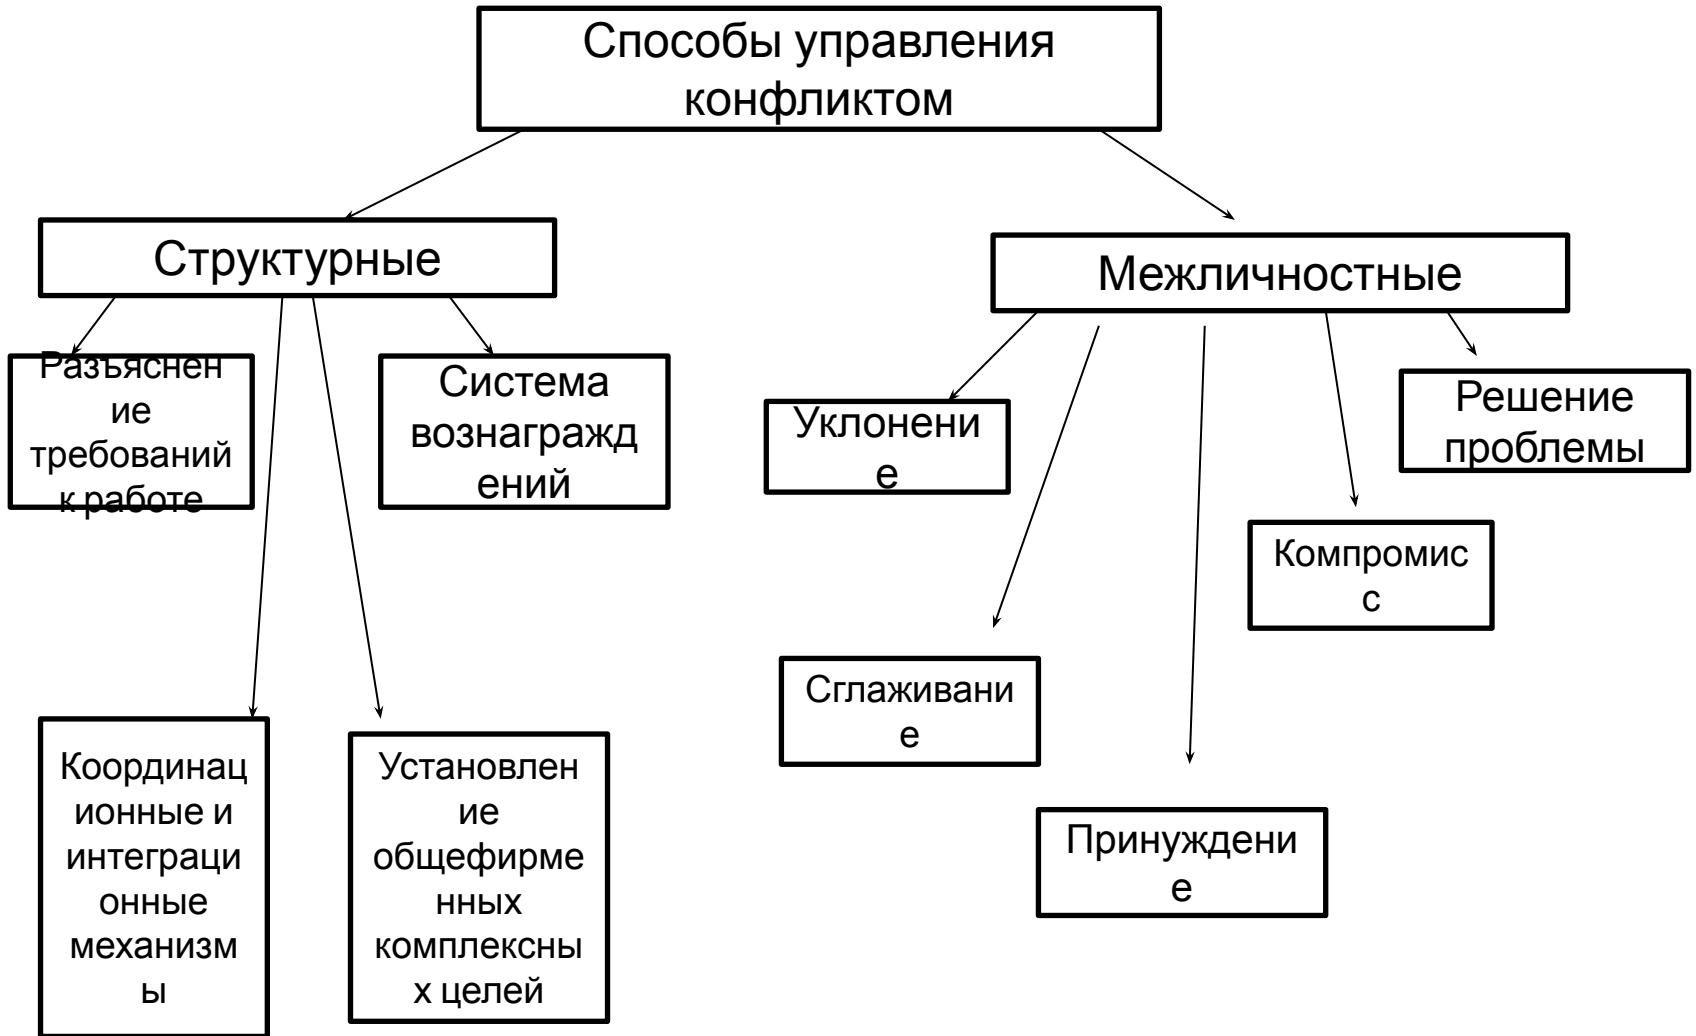 Способы управления
конфликтом
Структурные
Межличностные
Разъяснен
ие
требований
к работе
Система
вознагражд
ений
Уклонени
е
Решение
проблемы
Компромис
с
Сглаживани
е
Координац
ионные и
интеграци
онные
механизм
ы
Установлен
ие
общефирме
нных
комплексны
х целей
Принуждени
е